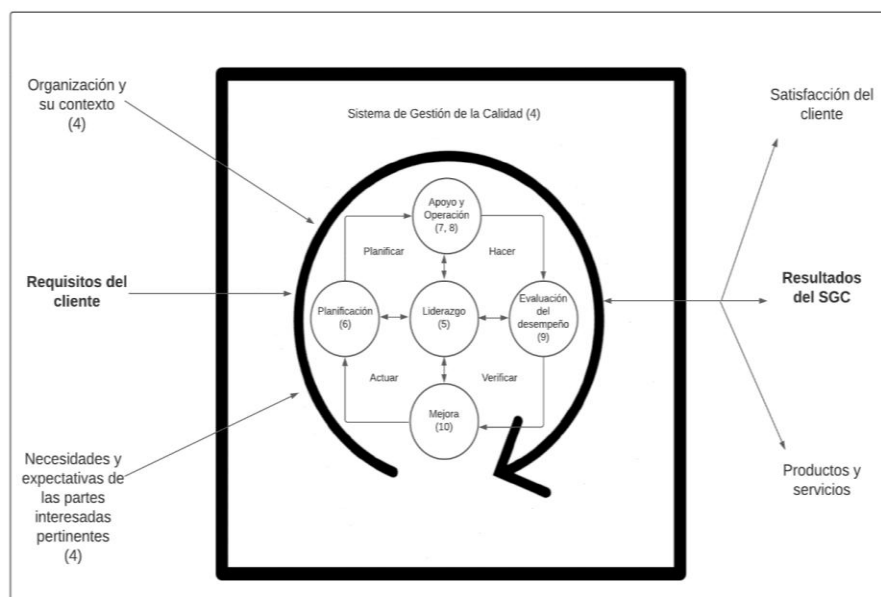 Organización y
su contexto
(4)
Requisitos del
cliente
Necesidades y
expectativas de
las partes
interesadas
pertinentes
(4)
Sistema de Gestión de la Calidad (4)
Apoyo y
Operación
(7, 8)
Planificar
Hacer
Planificación
(6)
Liderazgo
(5)
Evaluación
del
desempeño
(9)
Actuar
Verificar
Mejora
(10)
Satisfacción del
cliente
Resultados
del SGC
Productos y
servicios